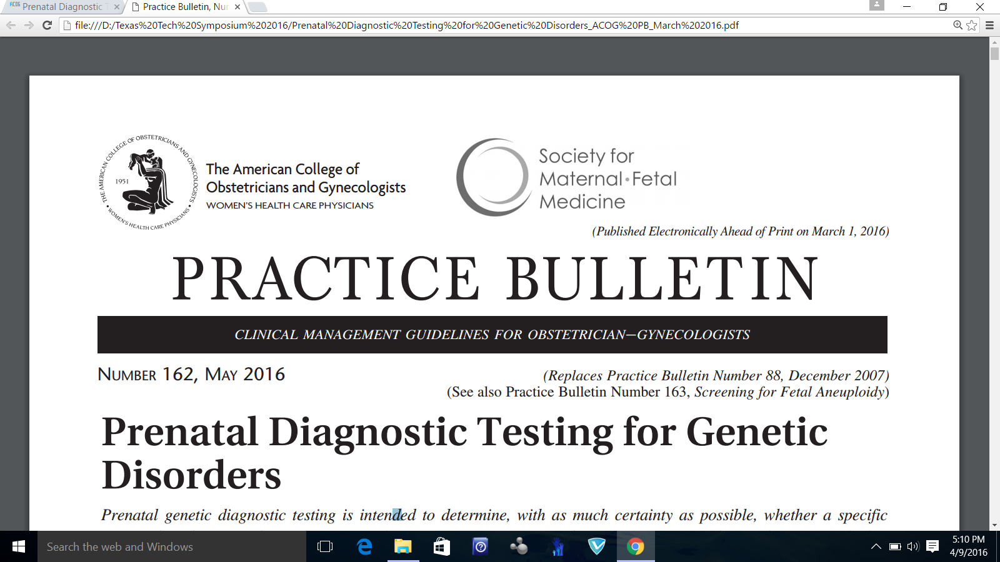 ACOG Prenatal Diagnostic T
Practice Bulletin, Nu
file:///D:/Texas%20Tech%20Symposium%202016/Prenatal%20Diagnostic%20Testing%20for%20Genetic%20Disorders_ACOG%20PB_March%202016.pdf
THE AMERICAN COLLEGE OF OBSTETRICIANS AND GYNECOLOGISTS
1951
• WOMEN'S HEALTH CARE PHYSICIANS •
The American College of
Obstetricians and Gynecologists
WOMEN'S HEALTH CARE PHYSICIANS
Society for
Maternal•Fetal
Medicine
(Published Electronically Ahead of Print on March 1, 2016)
PRACTICE BULLETIN
CLINICAL MANAGEMENT GUIDELINES FOR OBSTETRICIAN–GYNECOLOGISTS
NUMBER 162, MAY 2016
(Replaces Practice Bulletin Number 88, December 2007)
(See also Practice Bulletin Number 163, Screening for Fetal Aneuploidy)
Prenatal Diagnostic Testing for Genetic
Disorders
Prenatal genetic diagnostic testing is intended to determine, with as much certainty as possible, whether a specific
Search the web and Windows
5:10 PM
4/9/2016